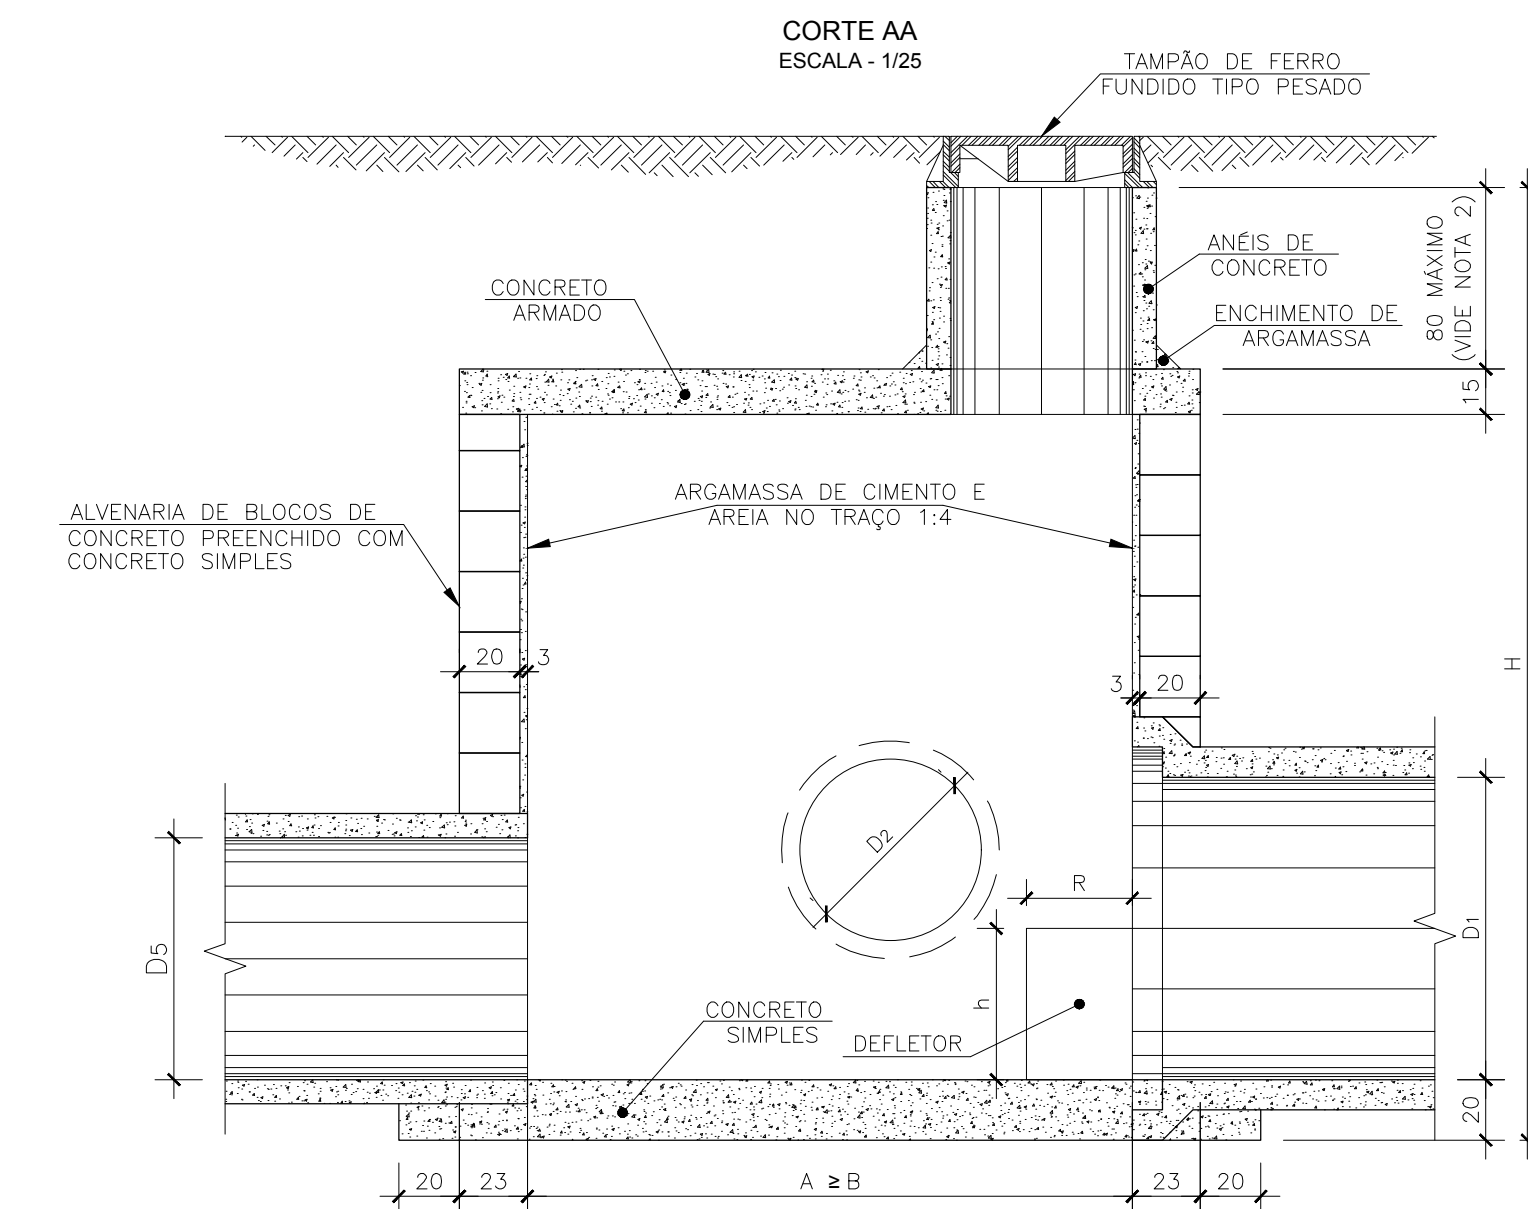 CORTE AA
ESCALA - 1/25
TAMPÃO DE FERRO
FUNDIDO TIPO PESADO
ANÉIS DE
CONCRETO
80 MÁXIMO
(VIDE NOTA 2)
CONCRETO
ARMADO
ENCHIMENTO DE
ARGAMASSA
15
ARGAMASSA DE CIMENTO E
AREIA NO TRAÇO 1:4
ALVENARIA DE BLOCOS DE
CONCRETO PREENCHIDO COM
CONCRETO SIMPLES
20
3
3
20
H
D2
R
D5
D1
h
CONCRETO
SIMPLES
DEFLETOR
20
20
23
A ≥ B
23
20